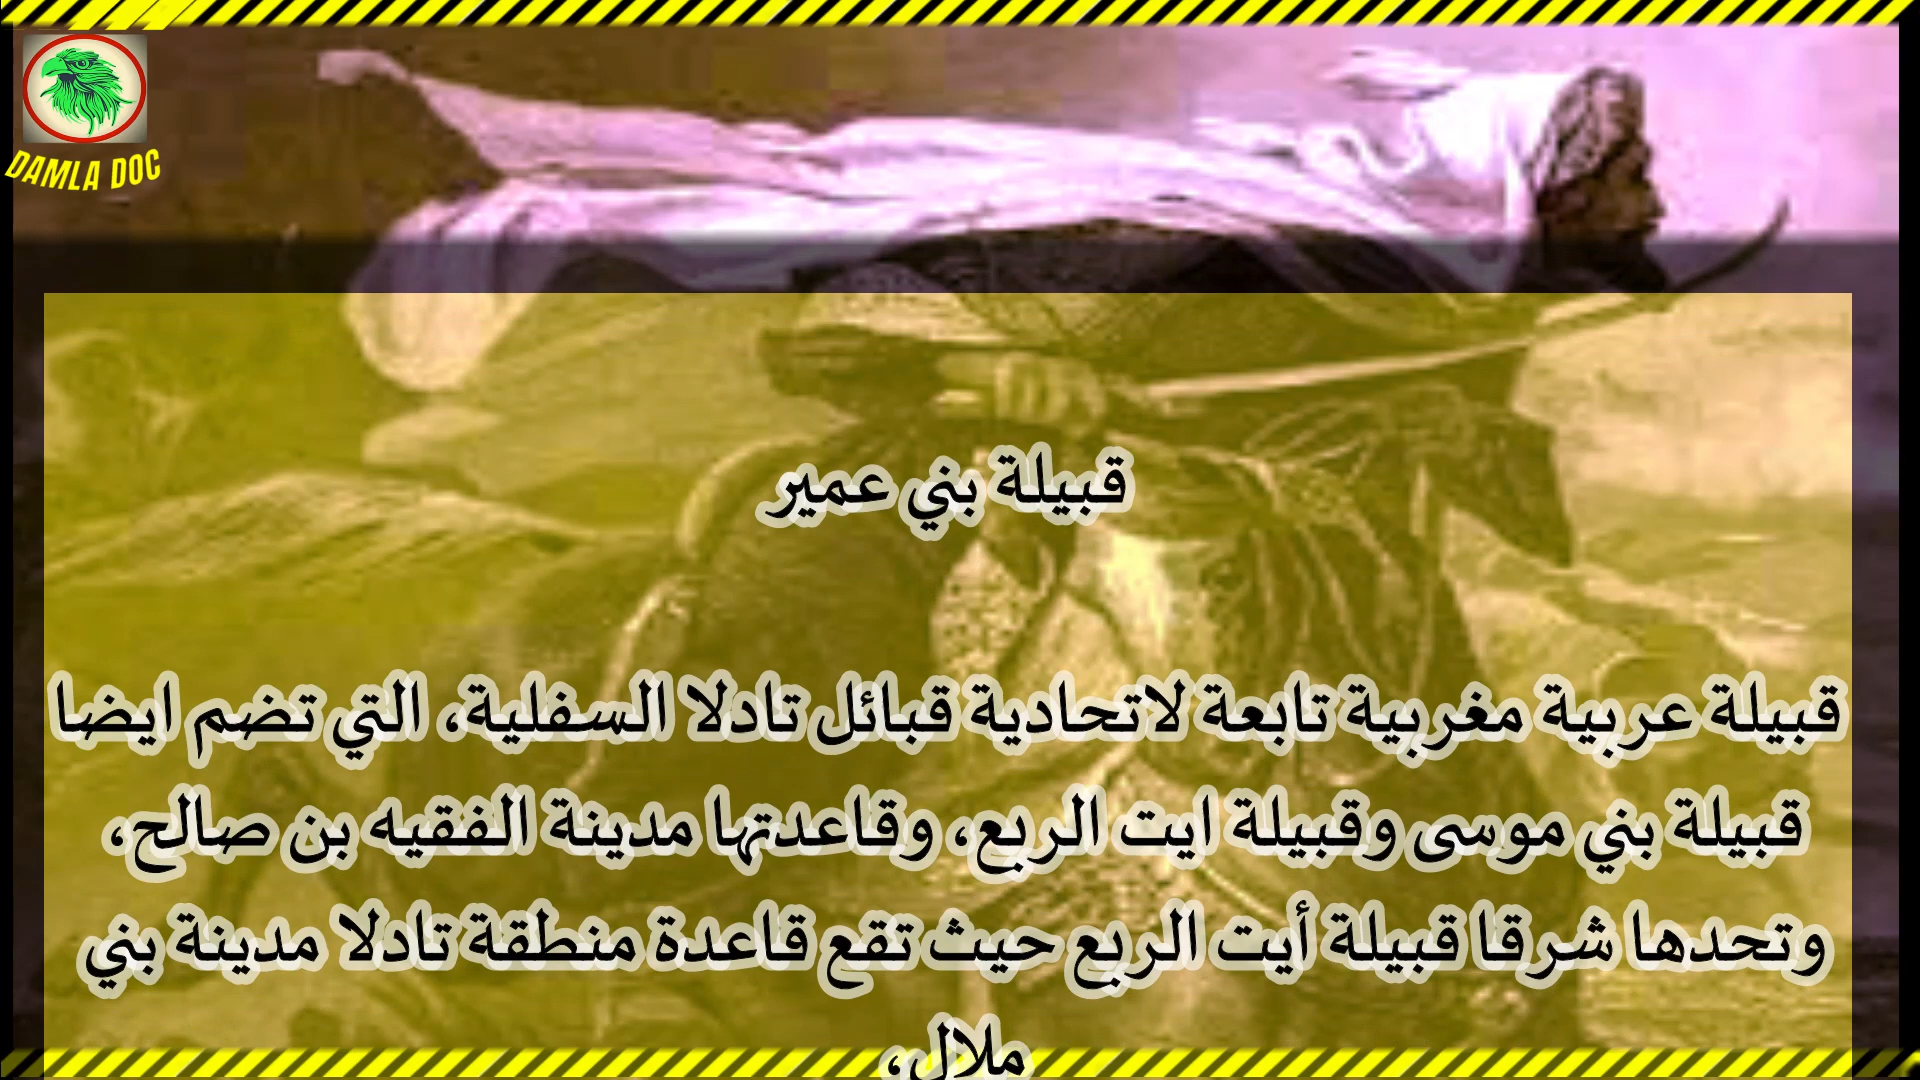 DAMLA DOC
قبيلة بني عمير
قبيلة عربية مغربية تابعة لاتحادية قبائل تادلا السفلية، التي تضم ايضا
قبيلة بني موسى وقبيلة ايت الربع، وقاعدتها مدينة الفقيه بن صالح،
وتحدها شرقا قبيلة أيت الربع حيث تقع قاعدة منطقة تادلا مدينة بني
ملال،